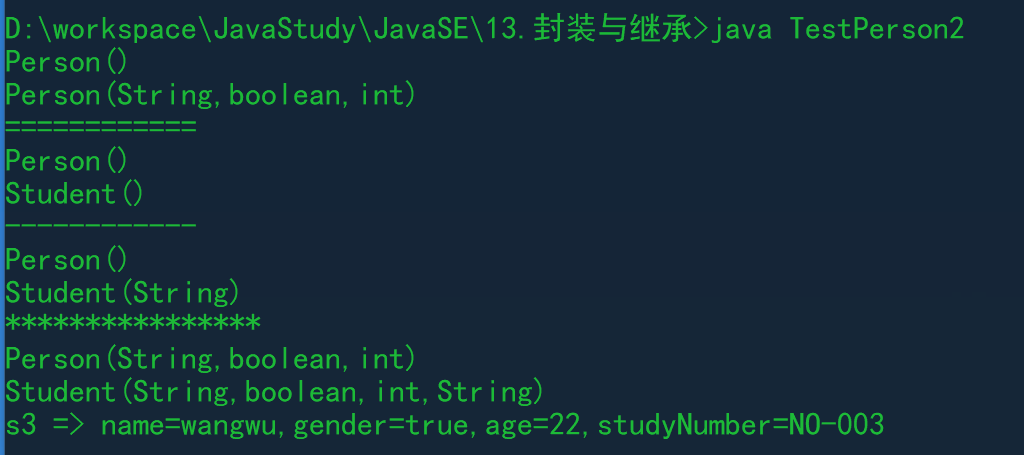 D:\workspace\JavaStudy\JavaSE\13.封装与继承>java TestPerson2
Person()
Person(String,boolean,int)
============
Person()
Student()
------------
Person()
Student(String)
****************
Person(String,boolean,int)
Student(String,boolean,int,String)
s3 => name=wangwu,gender=true,age=22,studyNumber=NO-003